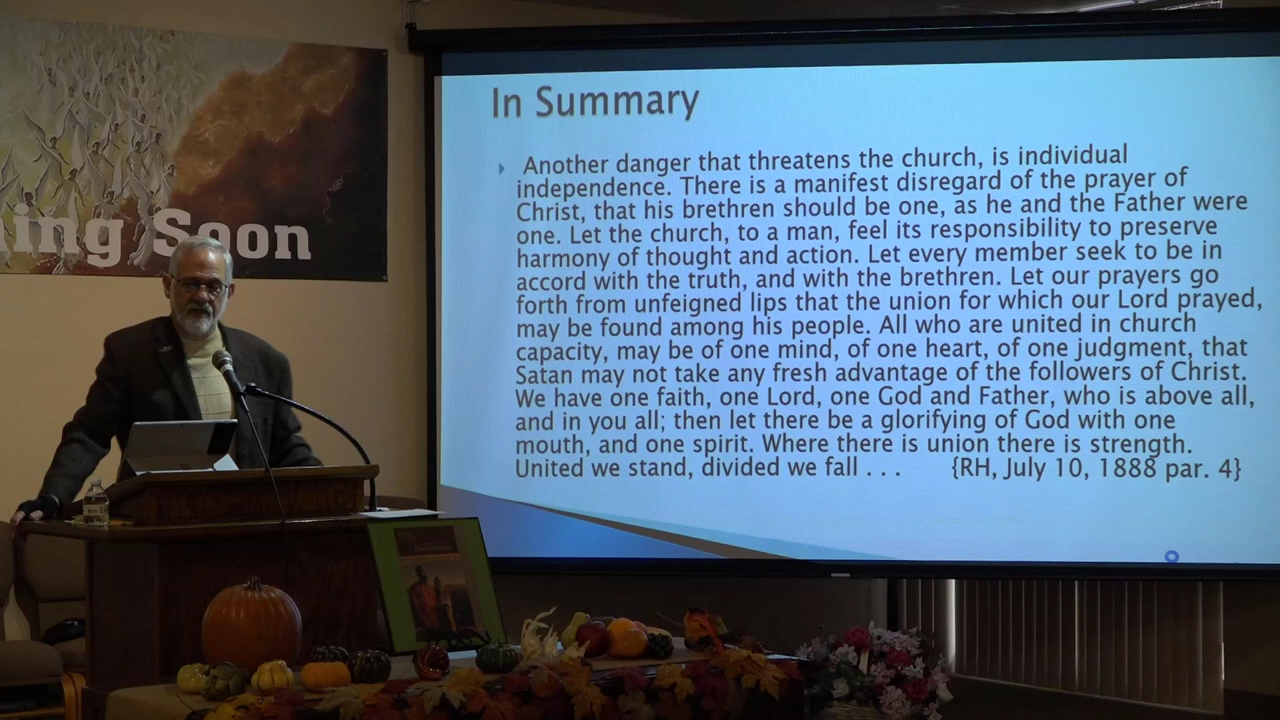 ing Soon
In Summary
Another danger that threatens the church, is individual
independence. There is a manifest disregard of the prayer of
Christ, that his brethren should be one, as he and the Father were
one. Let the church, to a man, feel its responsibility to preserve
harmony of thought and action. Let every member seek to be in
accord with the truth, and with the brethren. Let our prayers go
forth from unfeigned lips that the union for which our Lord prayed,
may be found among his people. All who are united in church
capacity, may be of one mind, of one heart, of one judgment, that
Satan may not take any fresh advantage of the followers of Christ.
We have one faith, one Lord, one God and Father, who is above all,
and in you all; then let there be a glorifying of God with one
mouth, and one spirit. Where there is union there is strength.
United we stand, divided we fall . . . {RH, July 10, 1888 par. 4}